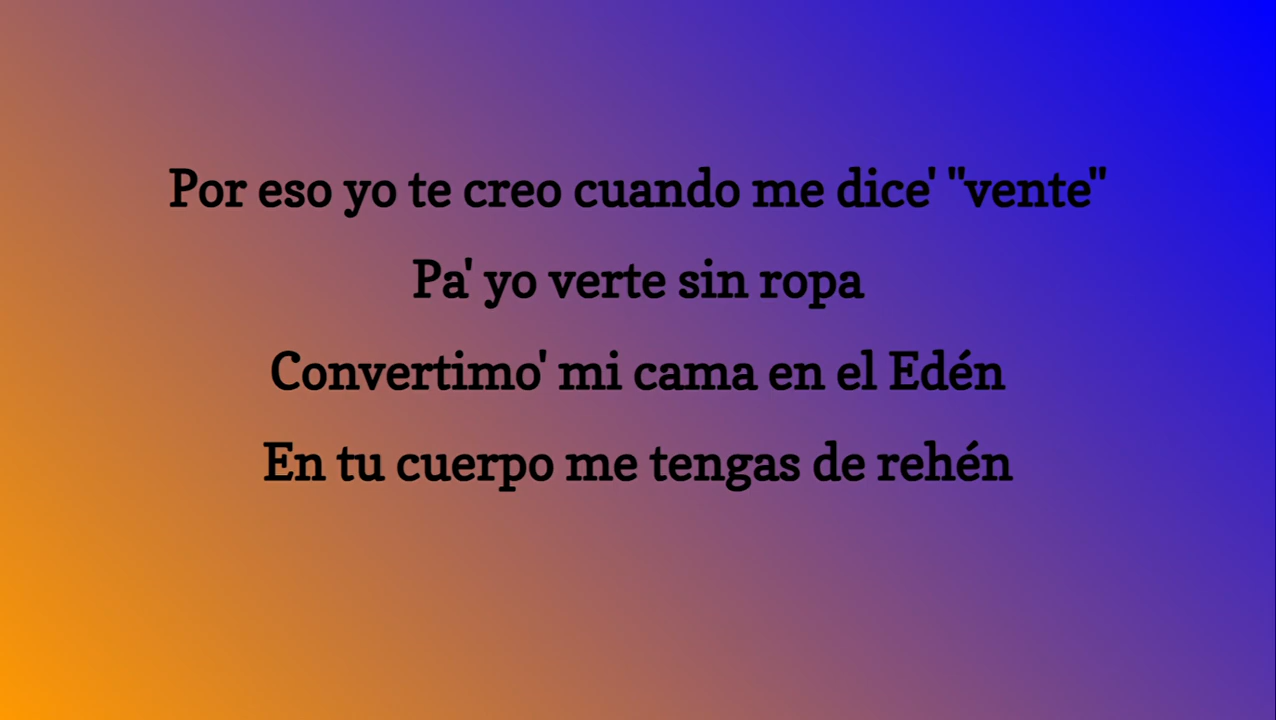 Por eso yo te creo cuando me dice' "vente"
Pa' yo verte sin ropa
Convertimo' mi cama en el Edén
En tu cuerpo me tengas de rehén